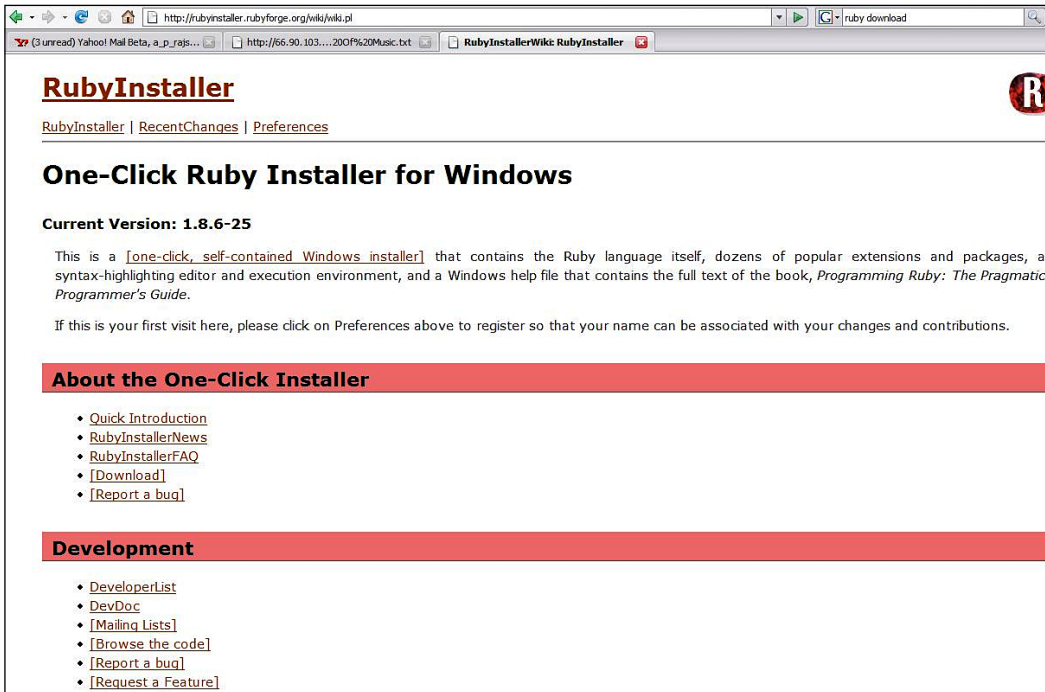 http://rubyinstaller.rubyforge.org/wiki/wiki.pl
G
ruby download
(3 unread) Yahoo! Mail Beta, a_p_rajs...
http://66.90.103....20Of%20Music.txt
RubyInstallerWiki: RubyInstaller
RubyInstaller
R
RubyInstaller | RecentChanges | Preferences
One-Click Ruby Installer for Windows
Current Version: 1.8.6-25
This is a [one-click, self-contained Windows installer] that contains the Ruby language itself, dozens of popular extensions and packages, a
syntax-highlighting editor and execution environment, and a Windows help file that contains the full text of the book, Programming Ruby: The Pragmatic
Programmer's Guide.
If this is your first visit here, please click on Preferences above to register so that your name can be associated with your changes and contributions.
About the One-Click Installer
Quick Introduction
RubyInstallerNews
RubyInstallerFAQ
[Download]
[Report a bug]
Development
DeveloperList
DevDoc
[Mailing Lists]
[Browse the code]
[Report a bug]
[Request a Feature]